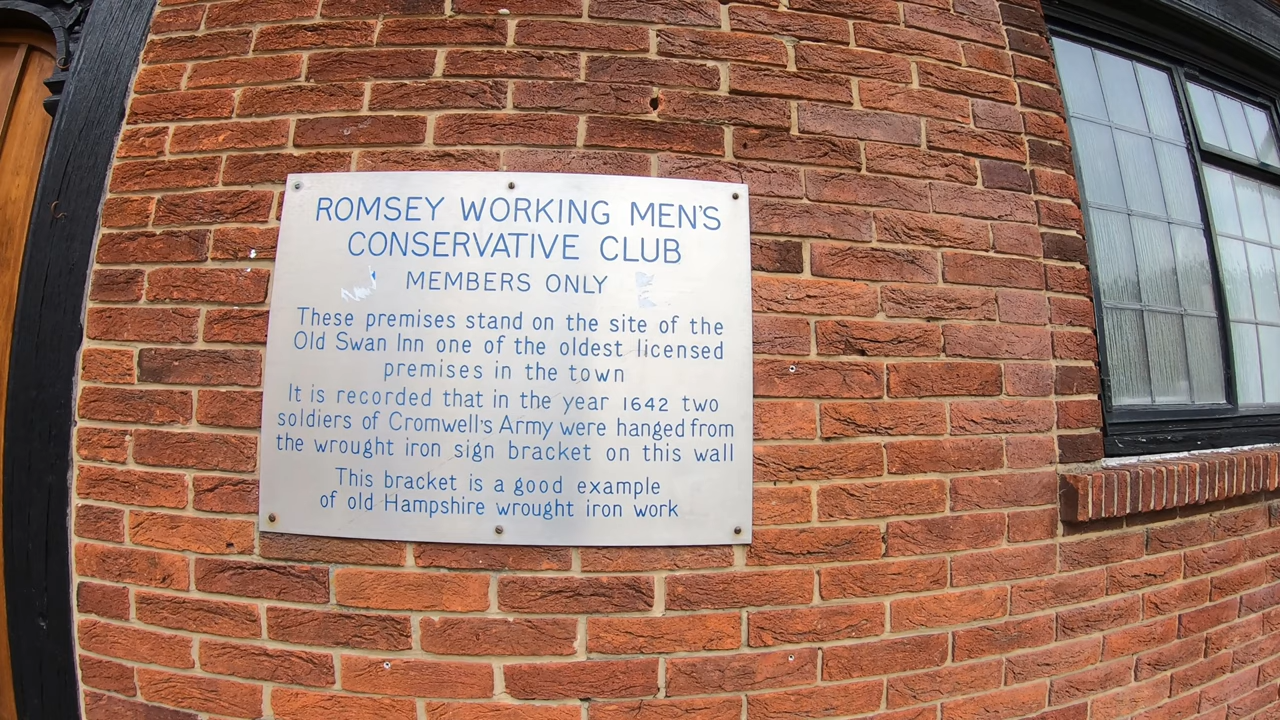 ROMSEY WORKING MEN'S
CONSERVATIVE CLUB
MEMBERS ONLY
These premises stand on the site of the
Old Swan Inn one of the oldest licensed
premises in the town
It is recorded that in the year 1642 two
soldiers of Cromwell's Army were hanged from
the wrought iron sign bracket on this wall
This bracket is a good example
of old Hampshire wrought iron work